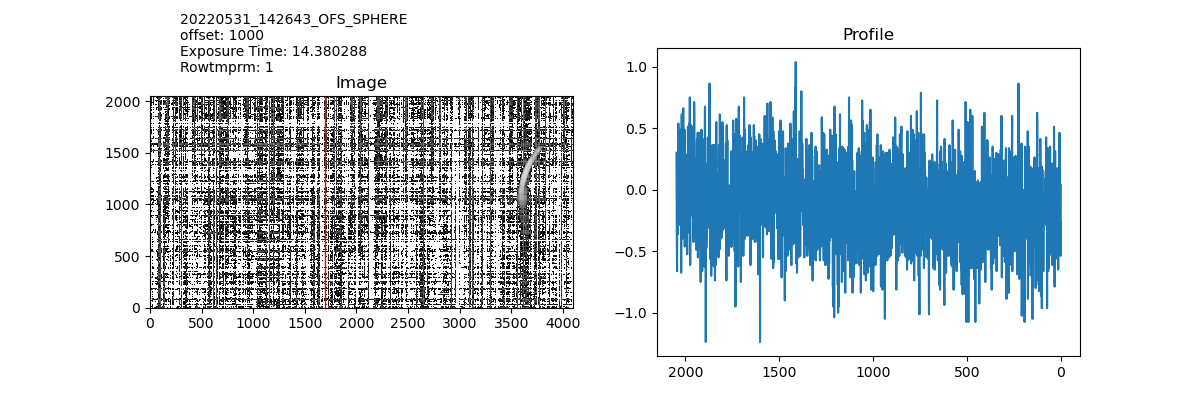 20220531_142643_OFS_SPHERE
offset: 1000
Exposure Time: 14.380288
Rowtmprm: 1
Image
2000
1500
1000
500
0
0 500 1000 1500 2000 2500 3000 3500 4000
Profile
1.0
0.5
0.0
−0.5
−1.0
2000 1500 1000 500 0